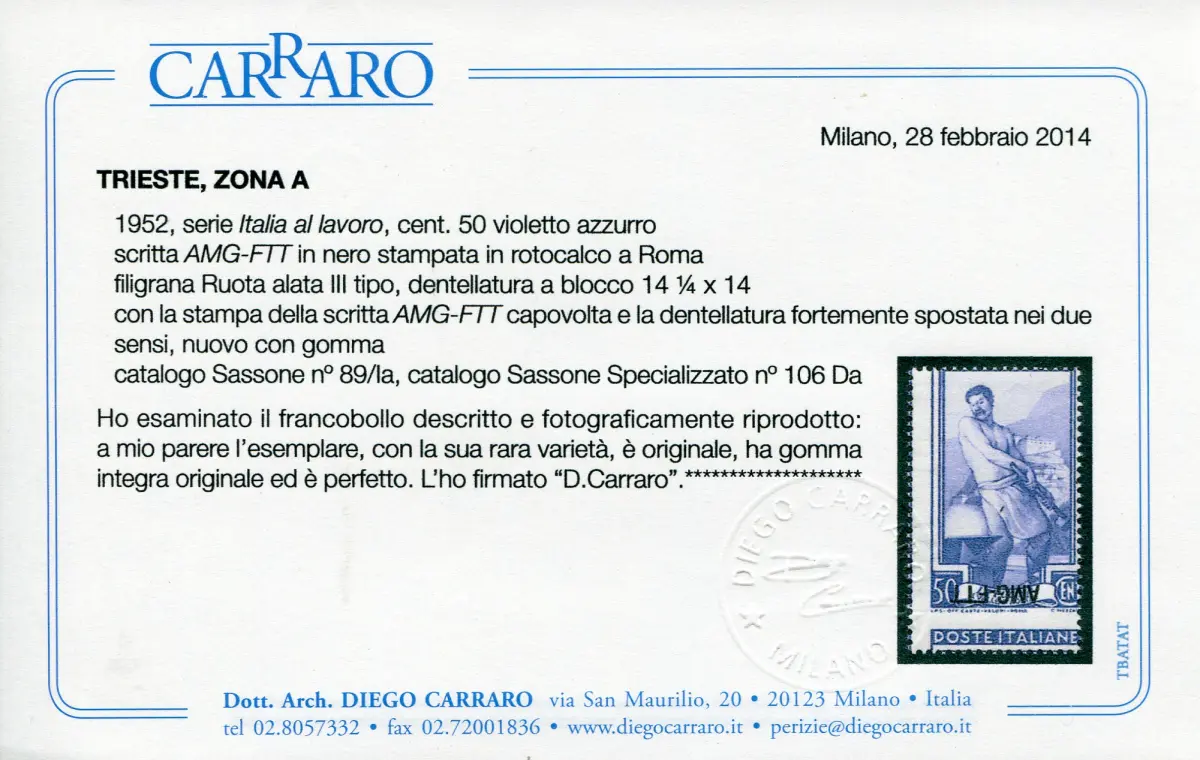 CARRARO
Milano, 28 febbraio 2014
TRIESTE, ZONA A
1952, serie Italia al lavoro, cent. 50 violetto azzurro
scritta AMG-FTT in nero stampata in rotocalco a Roma
filigrana Ruota alata III tipo, dentellatura a blocco 14 ¼ x 14
con la stampa della scritta AMG-FTT capovolta e la dentellatura fortemente spostata nei due
sensi, nuovo con gomma
catalogo Sassone nº 89/Ia, catalogo Sassone Specializzato nº 106 Da
Ho esaminato il francobollo descritto e fotograficamente riprodotto:
a mio parere l'esemplare, con la sua rara varietà, è originale, ha gomma
integra originale ed è perfetto. L'ho firmato “D.Carraro”.********************
DIEGO CARRARO
MILANO
50
AMG-FTT
CEN
POSTE ITALIANE
TBATAT
Dott. Arch. DIEGO CARRARO via San Maurilio, 20 • 20123 Milano • Italia
tel 02.8057332 • fax 02.72001836 • www.diegocarraro.it • perizie@diegocarraro.it